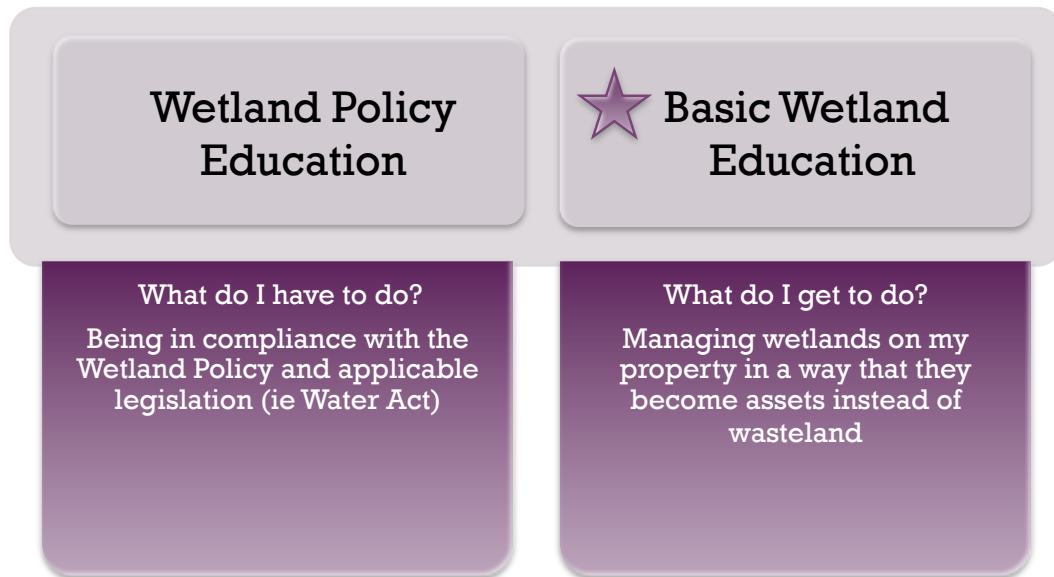 Wetland Policy
Education
Basic Wetland
Education
What do I have to do?
Being in compliance with the
Wetland Policy and applicable
legislation (ie Water Act)
What do I get to do?
Managing wetlands on my
property in a way that they
become assets instead of
wasteland